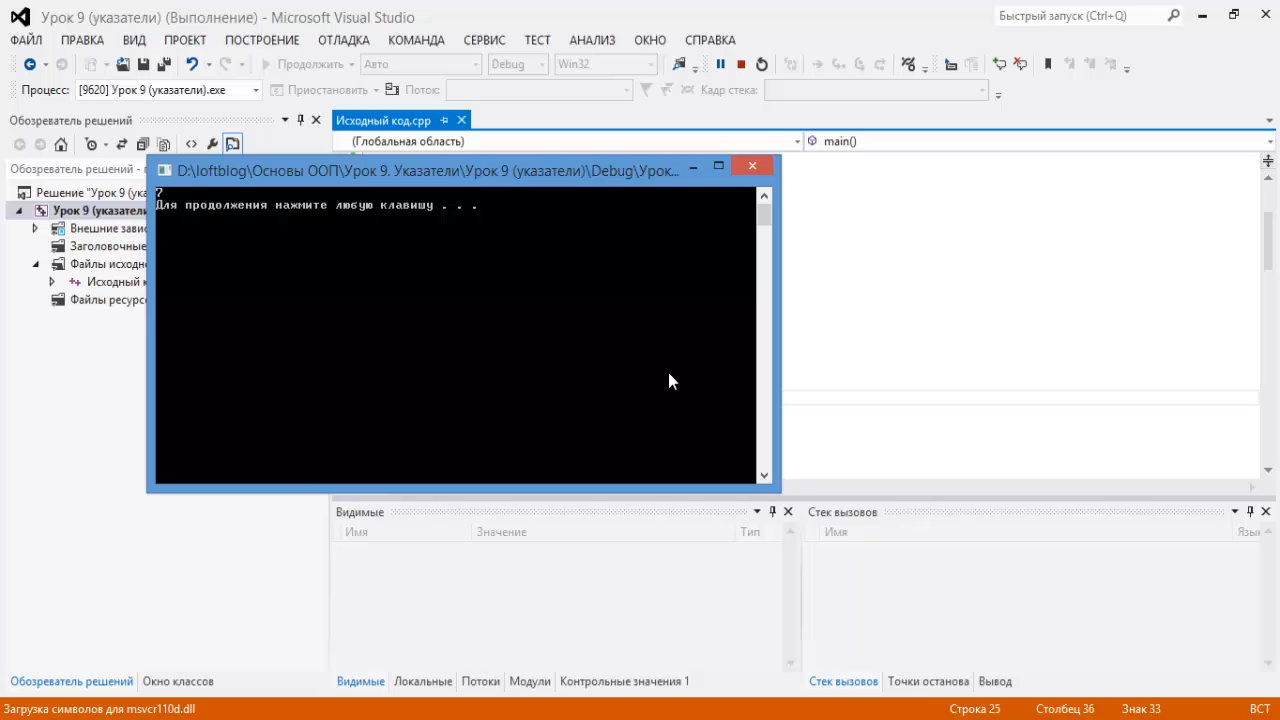 Урок 9 (указатели) (Выполнение) - Microsoft Visual Studio
Быстрый запуск (Ctrl+Q)
ФАЙЛ ПРАВКА ВИД ПРОЕКТ ПОСТРОЕНИЕ ОТЛАДКА КОМАНДА СЕРВИС ТЕСТ АНАЛИЗ ОКНО СПРАВКА
Продолжить Авто Debug Win32
Процесс: [9620] Урок 9 (указатели).exe Приостановить Поток: Кадр стека:
Обозреватель решений
Исходный код.cpp
(Глобальная область) main()
Обозреватель решений - п
D:\loftblog\Основы ООП\Урок 9. Указатели\Урок 9 (указатели)\Debug\Урок...
Решение "Урок 9 (ука
7
Для продолжения нажмите любую клавишу . . .
Урок 9 (указатели
Внешние завис
Заголовочные
Файлы исходн
Исходный к
Файлы ресурсо
Видимые
Имя Значение Тип
Стек вызовов
Имя Язы
Обозреватель решений Окно классов
Видимые Локальные Потоки Модули Контрольные значения 1
Стек вызовов Точки останова Вывод
Загрузка символов для msvcr110d.dll Строка 25 Столбец 36 Знак 33 ВСТ